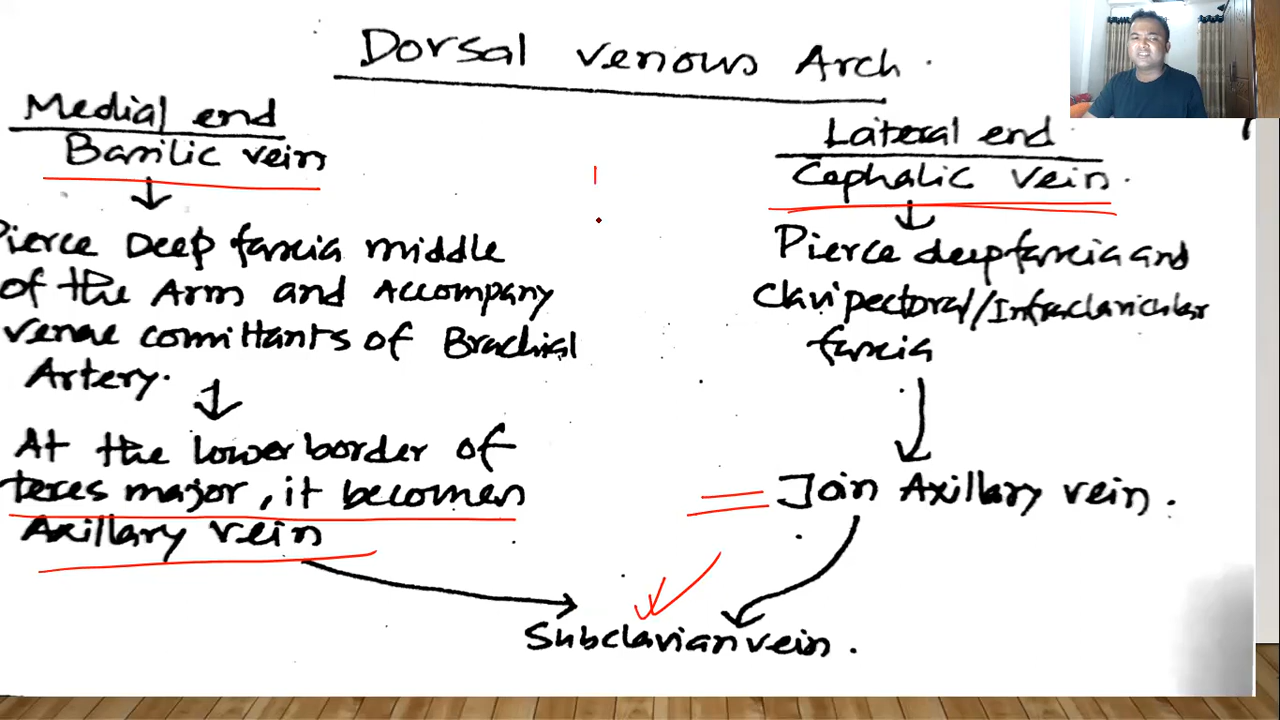 Dorsal venous Arch.
Medial end
Basilic vein
Pierce Deep fascia middle
of the Arm and Accompany
venae comittants of Brachial
Artery.
At the lower border of
teres major, it becomes
Axillary vein
Lateral end
Cephalic vein.
Pierce deep fascia and
Clavipectoral/Infraclavicular
fascia
Join Axillary vein.
Subclavian vein.